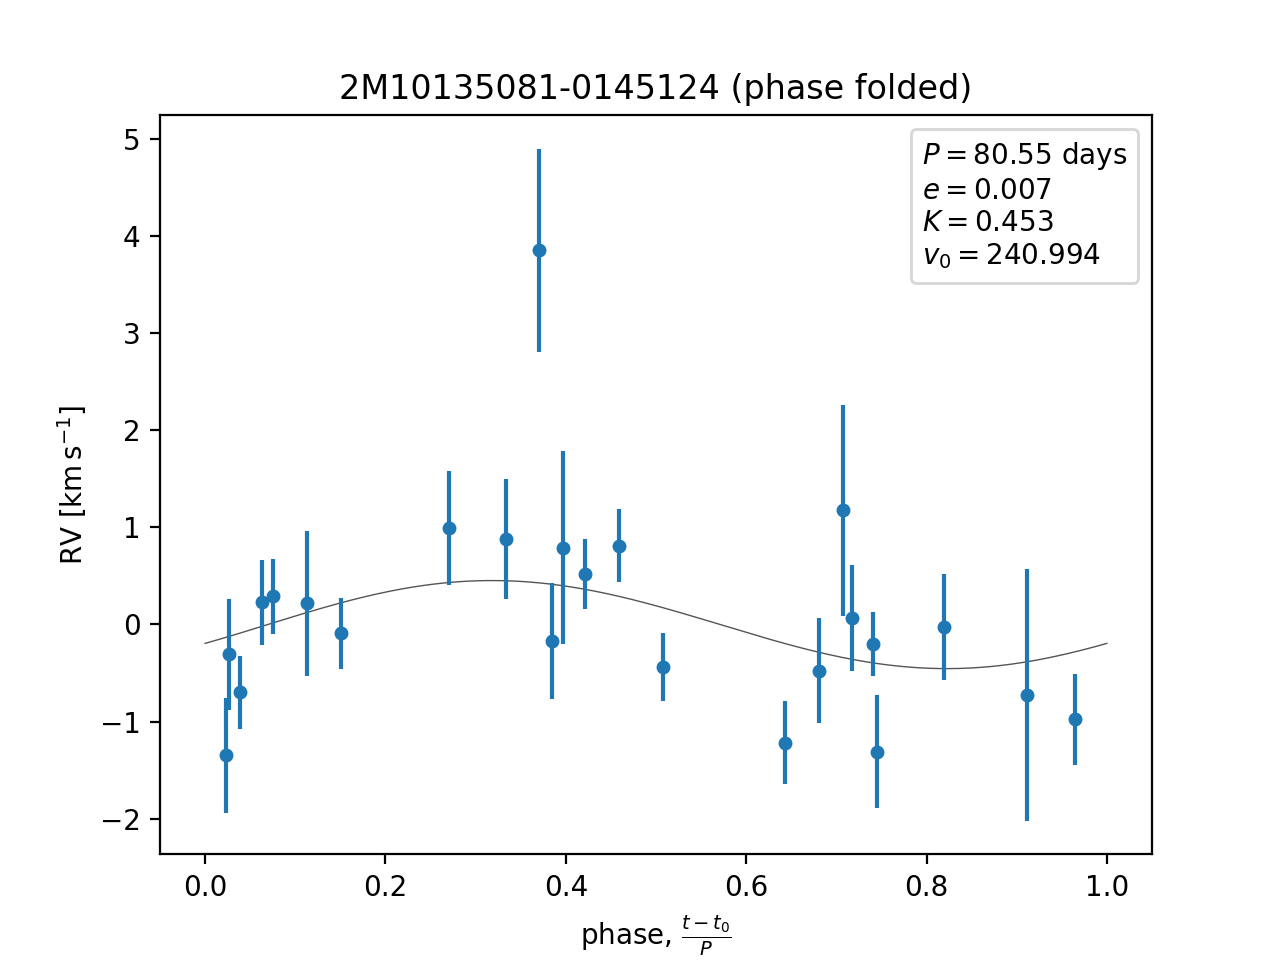 2M10135081-0145124 (phase folded)
P = 80.55 days
e = 0.007
K = 0.453
v₀ = 240.994
5
4
3
2
1
0
−1
−2
RV [km s⁻¹]
0.0 0.2 0.4 0.6 0.8 1.0
phase, (t − t₀)/P